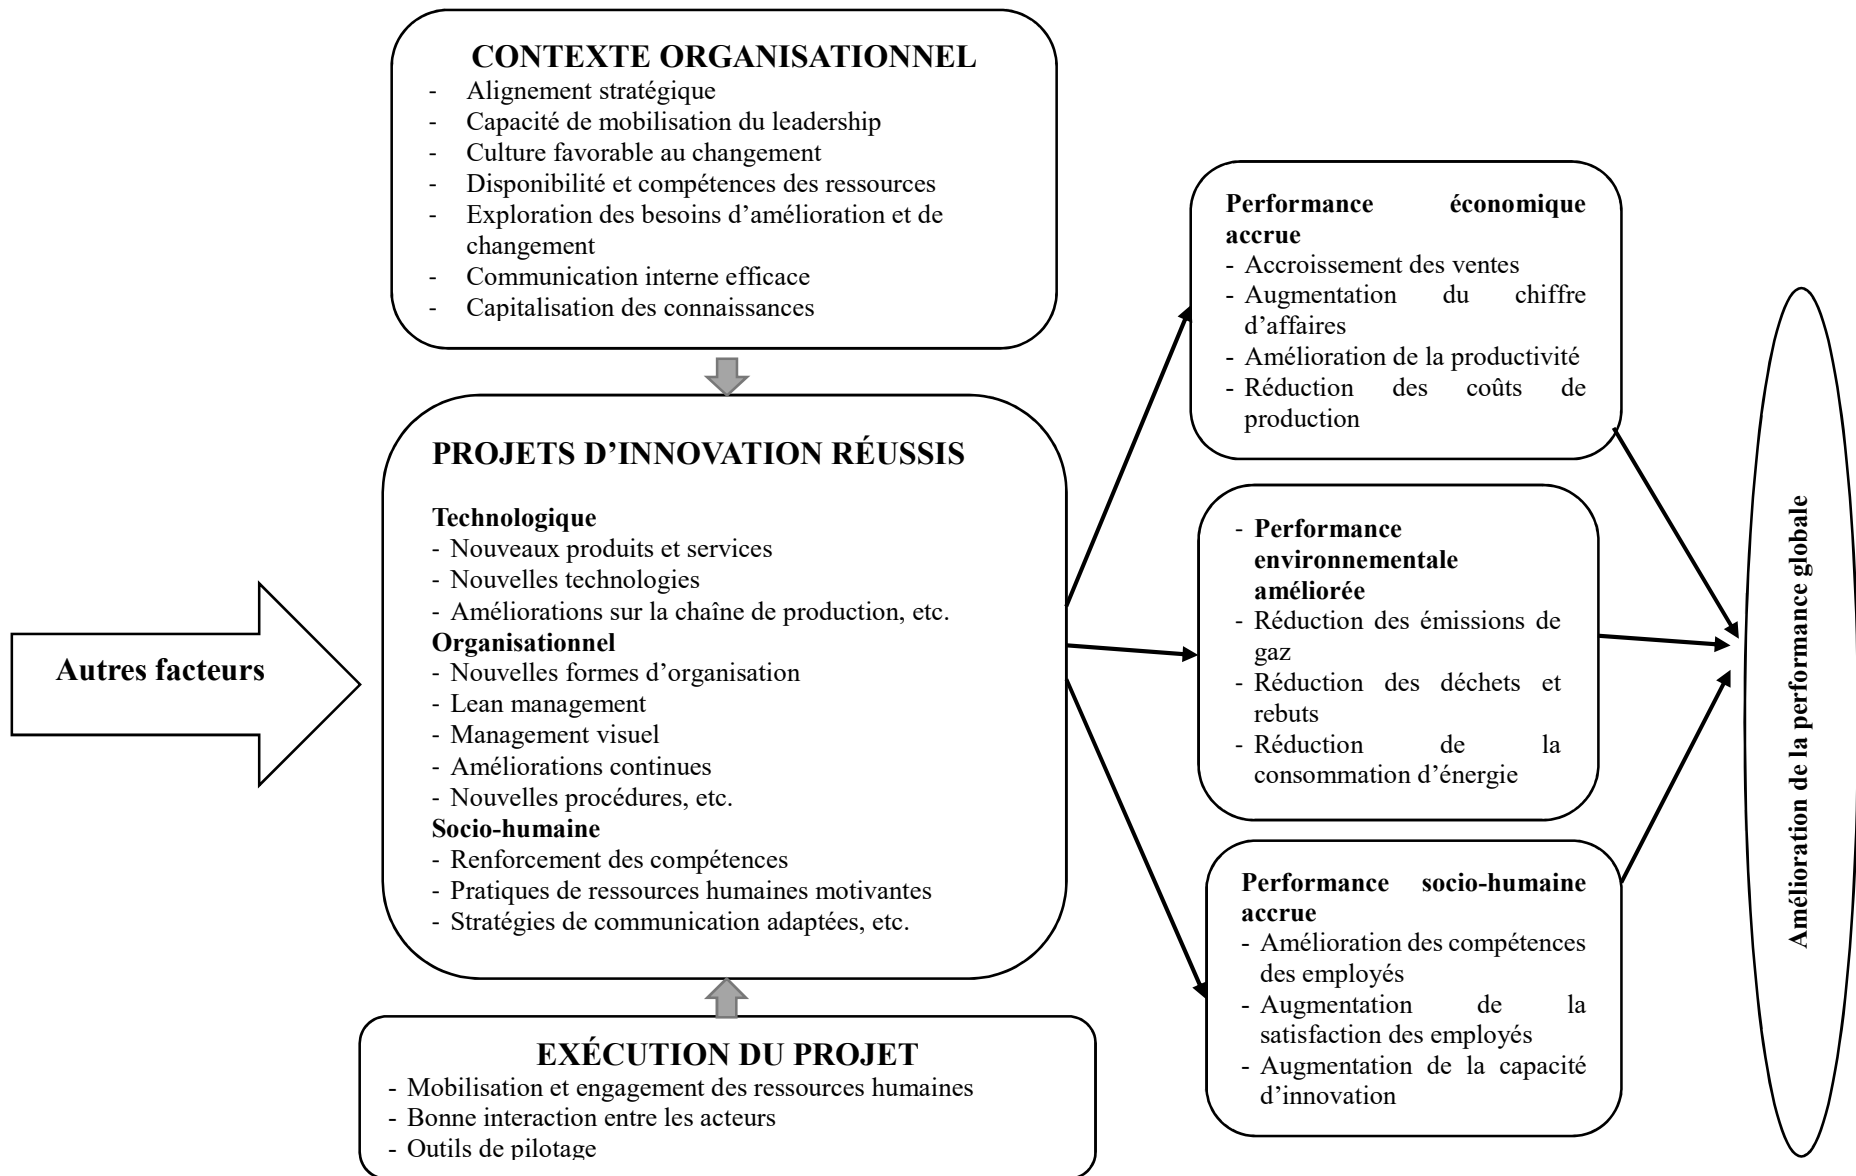 CONTEXTE ORGANISATIONNEL
- Alignement stratégique
- Capacité de mobilisation du leadership
- Culture favorable au changement
- Disponibilité et compétences des ressources
- Exploration des besoins d’amélioration et de
changement
- Communication interne efficace
- Capitalisation des connaissances
Autres facteurs
PROJETS D’INNOVATION RÉUSSIS
Technologique
- Nouveaux produits et services
- Nouvelles technologies
- Améliorations sur la chaîne de production, etc.
Organisationnel
- Nouvelles formes d’organisation
- Lean management
- Management visuel
- Améliorations continues
- Nouvelles procédures, etc.
Socio-humaine
- Renforcement des compétences
- Pratiques de ressources humaines motivantes
- Stratégies de communication adaptées, etc.
EXÉCUTION DU PROJET
- Mobilisation et engagement des ressources humaines
- Bonne interaction entre les acteurs
- Outils de pilotage
Performance économique
accrue
- Accroissement des ventes
- Augmentation du chiffre
d’affaires
- Amélioration de la productivité
- Réduction des coûts de
production
- Performance
environnementale
améliorée
- Réduction des émissions de
gaz
- Réduction des déchets et
rebuts
- Réduction de la
consommation d’énergie
Performance socio-humaine
accrue
- Amélioration des compétences
des employés
- Augmentation de la
satisfaction des employés
- Augmentation de la capacité
d’innovation
Amélioration de la performance globale